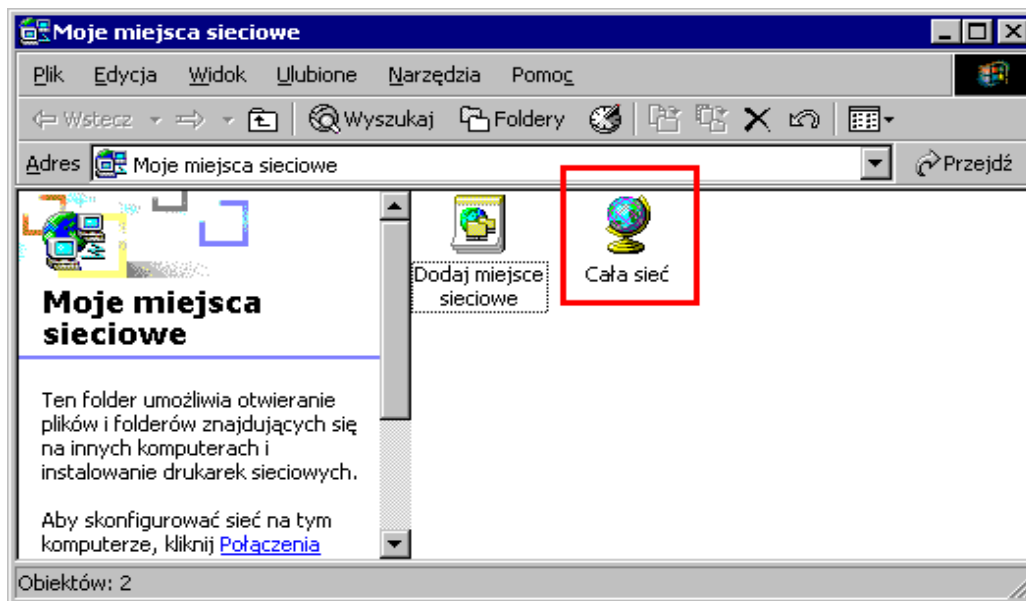 Moje miejsca sieciowe
Plik Edycja Widok Ulubione Narzędzia Pomoc
Wstecz Wyszukaj Foldery
Adres Moje miejsca sieciowe Przejdź
Moje miejsca
sieciowe
Ten folder umożliwia otwieranie
plików i folderów znajdujących się
na innych komputerach i
instalowanie drukarek sieciowych.
Aby skonfigurować sieć na tym
komputerze, kliknij Połączenia
Dodaj miejsce
sieciowe
Cała sieć
Obiektów: 2